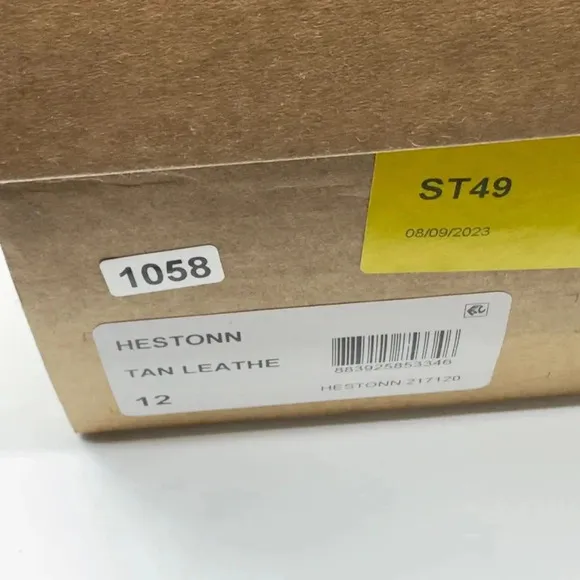 ST49
08/09/2023
1058
HESTONN
TAN LEATHE
12
883925853346
HESTONN 217120